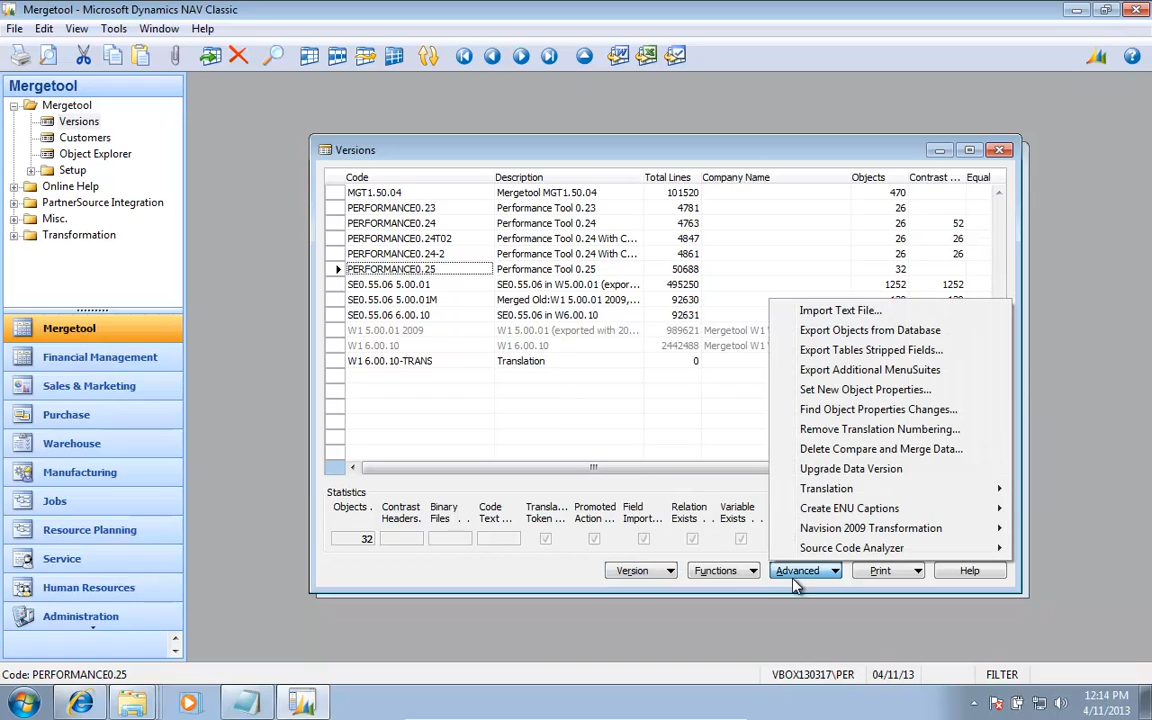 Mergetool - Microsoft Dynamics NAV Classic
File Edit View Tools Window Help
Mergetool
Mergetool
Versions
Customers
Object Explorer
Setup
Online Help
PartnerSource Integration
Misc.
Transformation
Mergetool
Financial Management
Sales & Marketing
Purchase
Warehouse
Manufacturing
Jobs
Resource Planning
Service
Human Resources
Administration
Versions
Code Description Total Lines Company Name Objects Contrast ... Equal
MGT1.50.04 Mergetool MGT1.50.04 101520 470
PERFORMANCE0.23 Performance Tool 0.23 4781 26
PERFORMANCE0.24 Performance Tool 0.24 4763 26 52
PERFORMANCE0.24T02 Performance Tool 0.24 With C... 4847 26 26
PERFORMANCE0.24-2 Performance Tool 0.24 With C... 4861 26 26
PERFORMANCE0.25 Performance Tool 0.25 50688 32
SE0.55.06 5.00.01 SE0.55.06 in W5.00.01 (expor... 495250 1252 1252
SE0.55.06 5.00.01M Merged Old:W1 5.00.01 2009,... 92630
SE0.55.06 6.00.10 SE0.55.06 in W6.00.10 92631
W1 5.00.01 2009 W1 5.00.01 (exported with 20... 989621 Mergetool W1
W1 6.00.10 W1 6.00.10 2442488 Mergetool W1
W1 6.00.10-TRANS Translation 0
Import Text File...
Export Objects from Database
Export Tables Stripped Fields...
Export Additional MenuSuites
Set New Object Properties...
Find Object Properties Changes...
Remove Translation Numbering...
Delete Compare and Merge Data...
Upgrade Data Version
Translation
Create ENU Captions
Navision 2009 Transformation
Source Code Analyzer
Statistics
Objects . Contrast Headers. Binary Files . . Code Text . . Transla... Token ... Promoted Action ... Field Import... Relation Exists . . Variable Exists . .
32
Version Functions Advanced Print Help
Code: PERFORMANCE0.25 VBOX130317\PER 04/11/13 FILTER
12:14 PM
4/11/2013